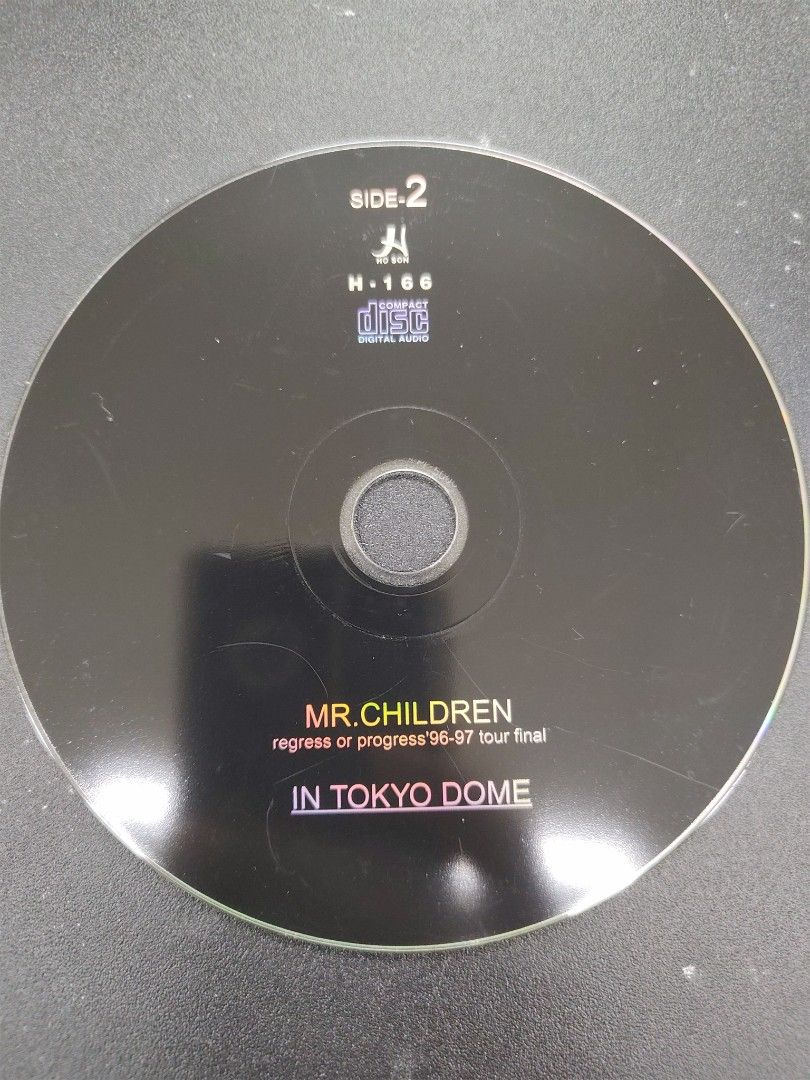 SIDE-2
H
HO SON
H-166
COMPACT
disc
DIGITAL AUDIO
MR.CHILDREN
regress or progress'96-97 tour final
IN TOKYO DOME